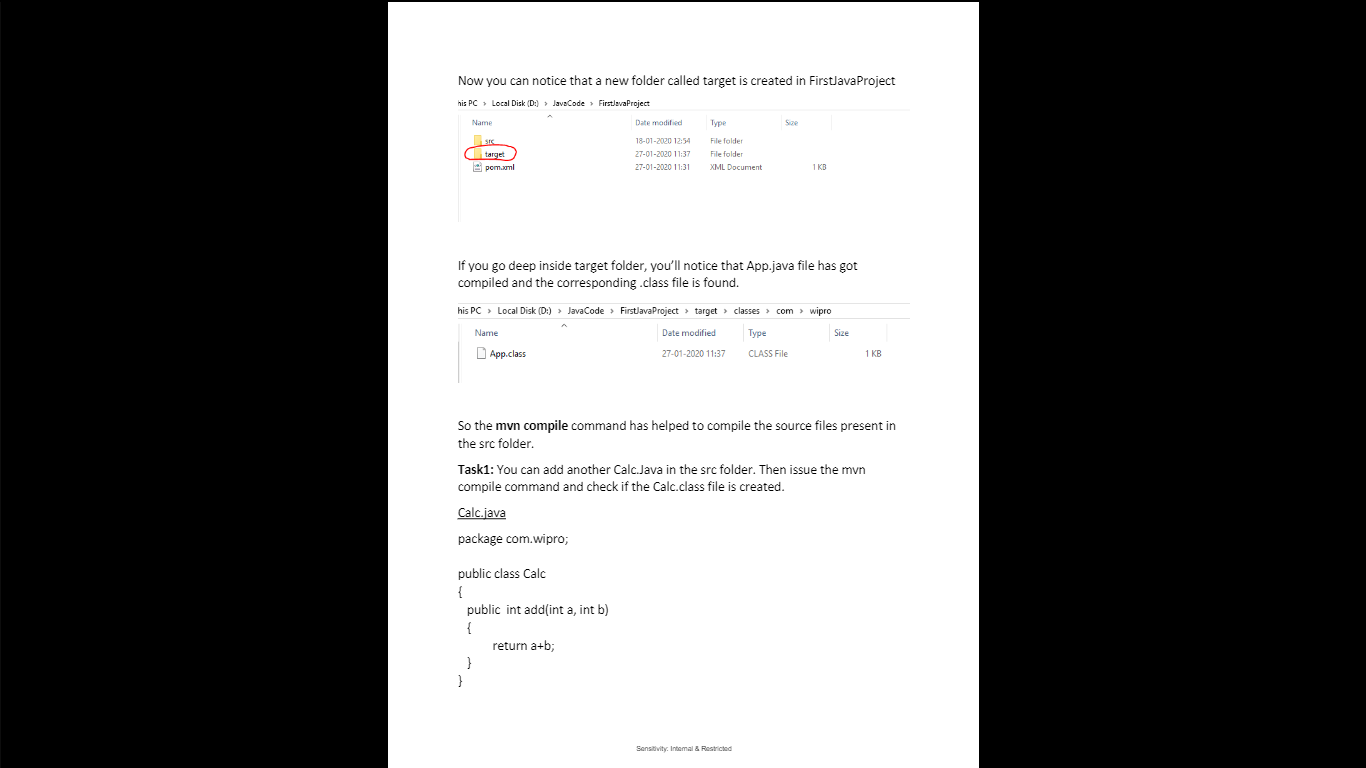 Now you can notice that a new folder called target is created in FirstJavaProject
his PC > Local Disk (D:) > JavaCode > FirstJavaProject
Name Date modified Type Size
src 18-01-2020 12:54 File folder
target 27-01-2020 11:37 File folder
pom.xml 27-01-2020 11:31 XML Document 1 KB
If you go deep inside target folder, you’ll notice that App.java file has got
compiled and the corresponding .class file is found.
his PC > Local Disk (D:) > JavaCode > FirstJavaProject > target > classes > com > wipro
Name Date modified Type Size
App.class 27-01-2020 11:37 CLASS File 1 KB
So the mvn compile command has helped to compile the source files present in
the src folder.
Task1: You can add another Calc.Java in the src folder. Then issue the mvn
compile command and check if the Calc.class file is created.
Calc.java
package com.wipro;
public class Calc
{
public int add(int a, int b)
{
return a+b;
}
}
Sensitivity: Internal & Restricted